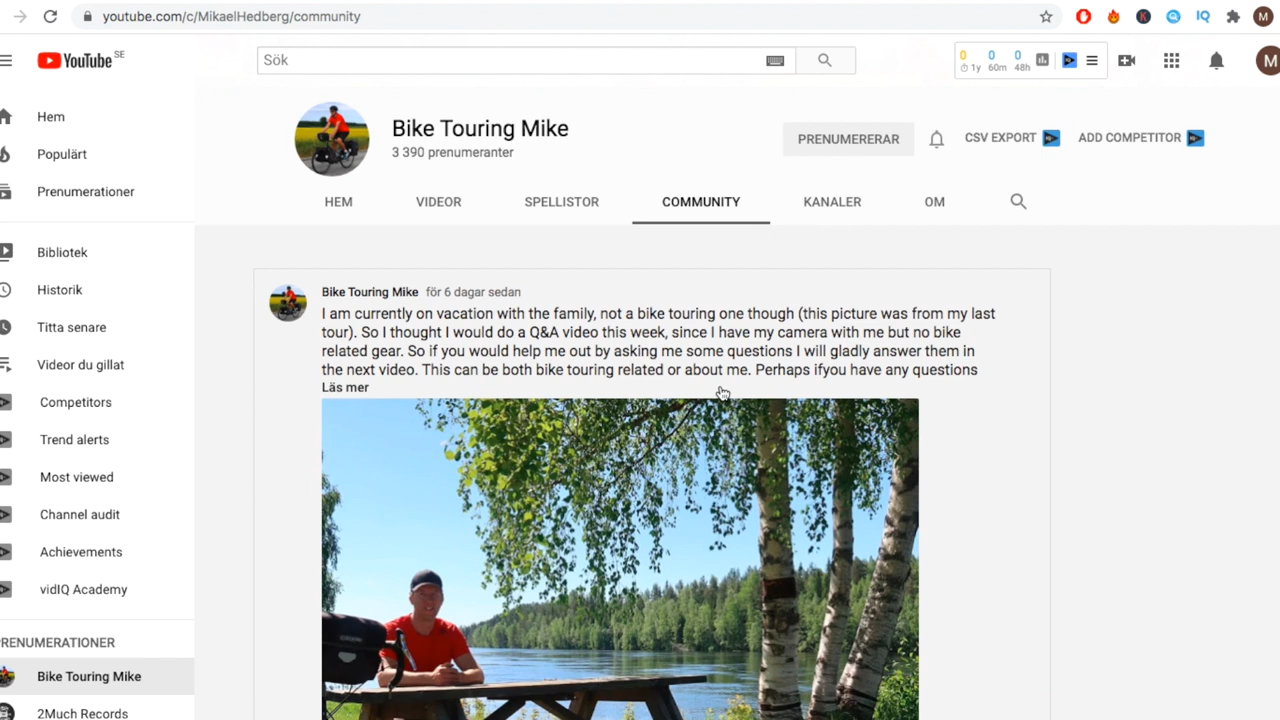 youtube.com/c/MikaelHedberg/community
M
YouTube SE
Sök
0 0 0
1y 60m 48h
M
Hem
Populärt
Prenumerationer
Bibliotek
Historik
Titta senare
Videor du gillat
Competitors
Trend alerts
Most viewed
Channel audit
Achievements
vidIQ Academy
PRENUMERATIONER
Bike Touring Mike
2Much Records
Bike Touring Mike
3 390 prenumeranter
PRENUMERERAR
CSV EXPORT
ADD COMPETITOR
HEM VIDEOR SPELLISTOR COMMUNITY KANALER OM
Bike Touring Mike för 6 dagar sedan
I am currently on vacation with the family, not a bike touring one though (this picture was from my last
tour). So I thought I would do a Q&A video this week, since I have my camera with me but no bike
related gear. So if you would help me out by asking me some questions I will gladly answer them in
the next video. This can be both bike touring related or about me. Perhaps ifyou have any questions
Läs mer